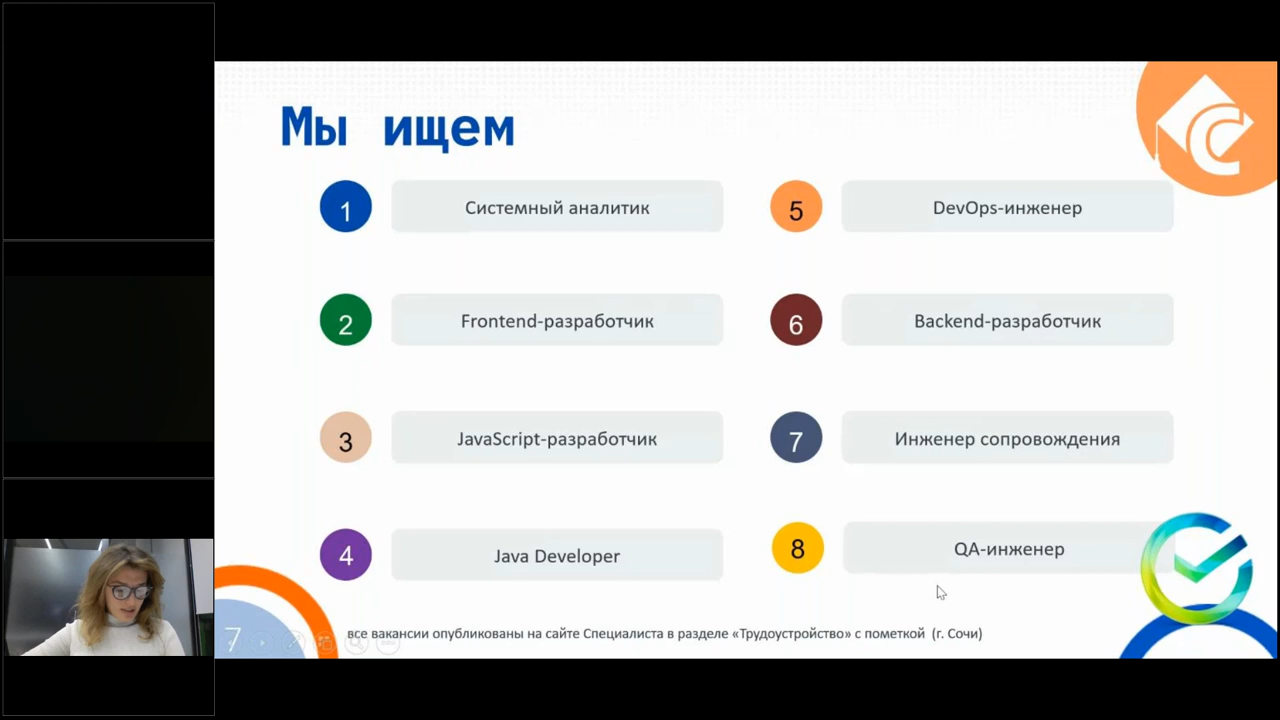 Мы ищем
1
Системный аналитик
2
Frontend-разработчик
3
JavaScript-разработчик
4
Java Developer
5
DevOps-инженер
6
Backend-разработчик
7
Инженер сопровождения
8
QA-инженер
все вакансии опубликованы на сайте Специалиста в разделе «Трудоустройство» с пометкой (г. Сочи)
7